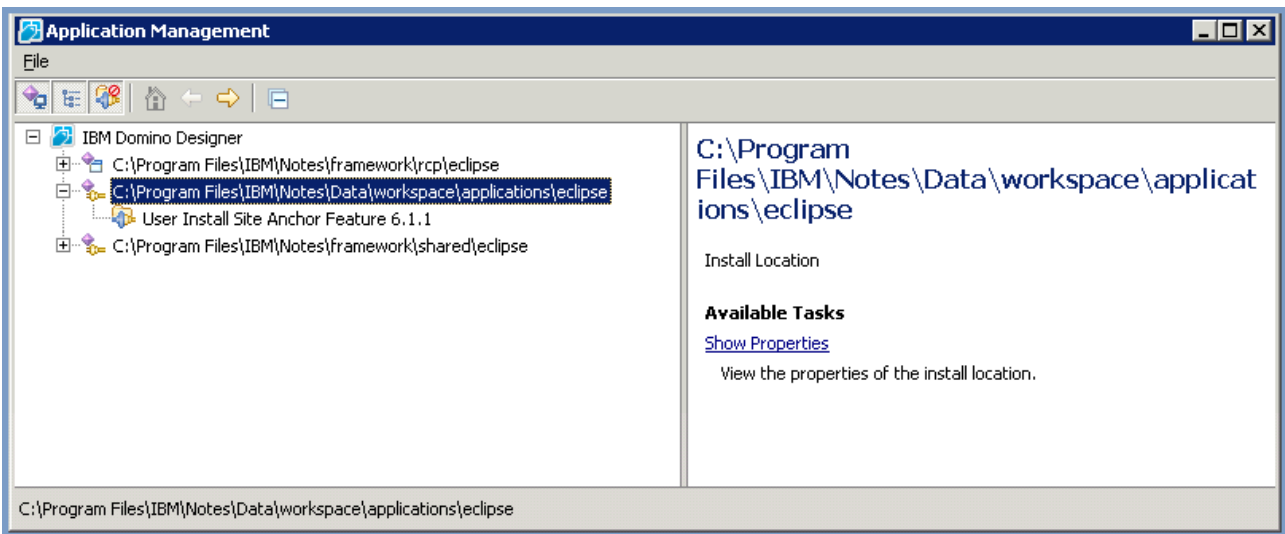 Application Management
File
IBM Domino Designer
C:\Program Files\IBM\Notes\framework\rcp\eclipse
C:\Program Files\IBM\Notes\Data\workspace\applications\eclipse
User Install Site Anchor Feature 6.1.1
C:\Program Files\IBM\Notes\framework\shared\eclipse
C:\Program
Files\IBM\Notes\Data\workspace\applicat
ions\eclipse
Install Location
Available Tasks
Show Properties
View the properties of the install location.
C:\Program Files\IBM\Notes\Data\workspace\applications\eclipse